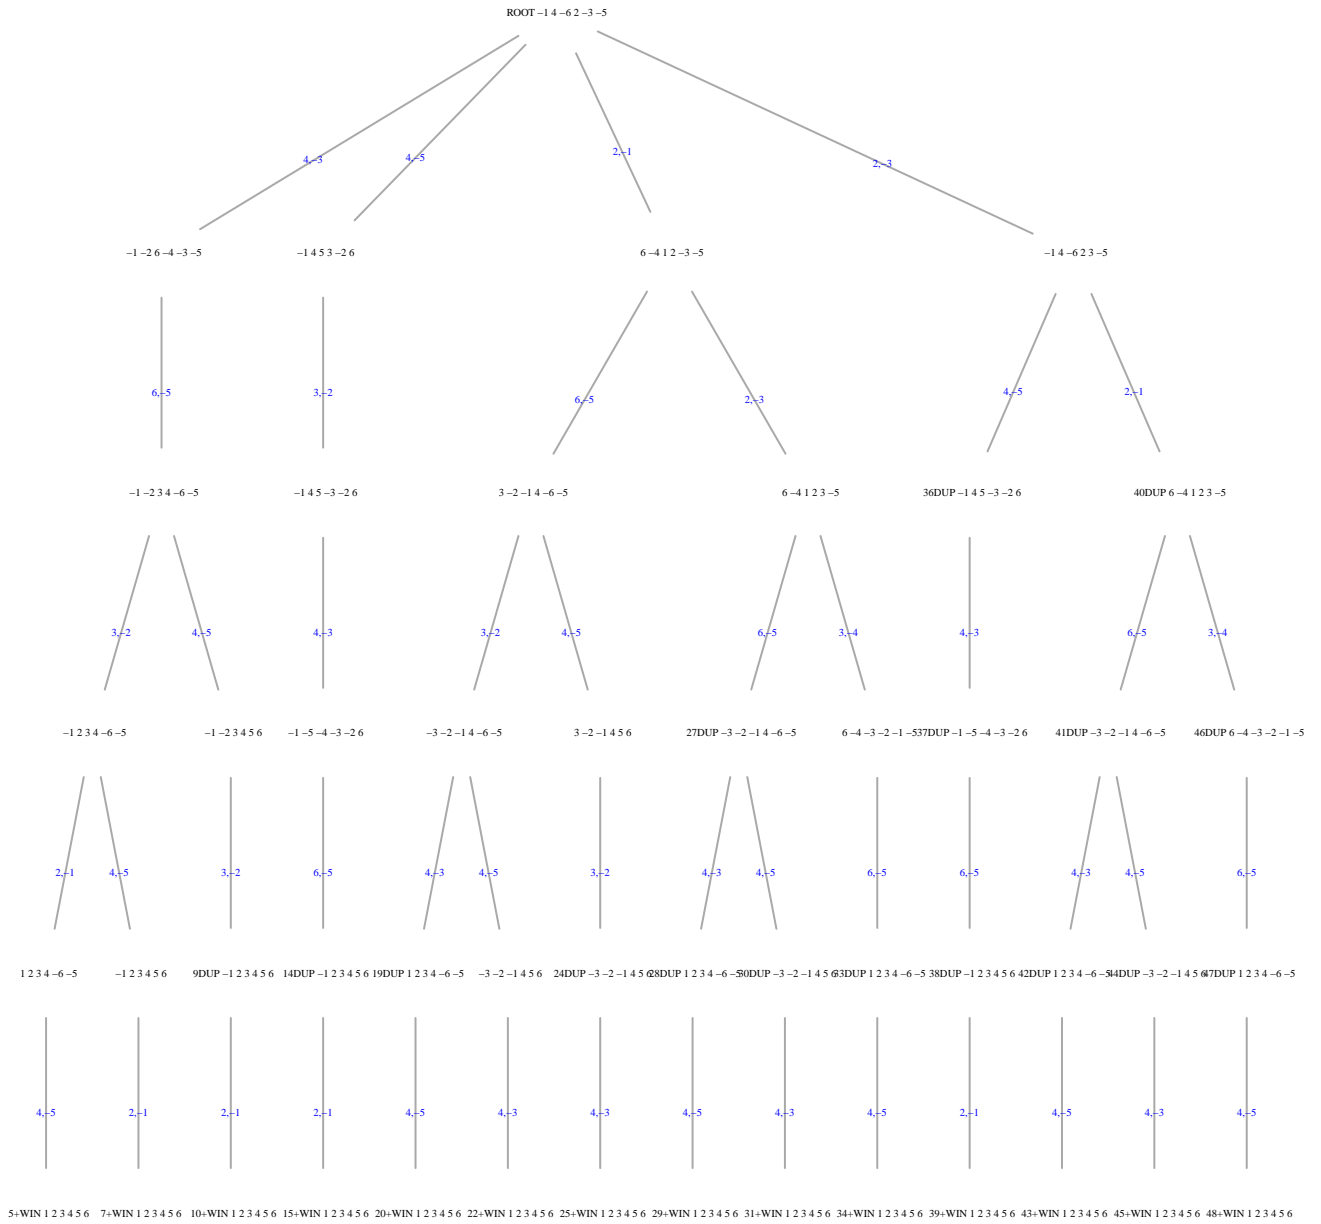 ROOT −1 4 −6 2 −3 −5
4,−3 4,−5 2,−1 2,−3
−1 −2 6 −4 −3 −5 −1 4 5 3 −2 6 6 −4 1 2 −3 −5 −1 4 −6 2 3 −5
6,−5 3,−2 6,−5 2,−3 4,−5 2,−1
−1 −2 3 4 −6 −5 −1 4 5 −3 −2 6 3 −2 −1 4 −6 −5 6 −4 1 2 3 −5 36DUP −1 4 5 −3 −2 6 40DUP 6 −4 1 2 3 −5
3,−2 4,−5 4,−3 3,−2 4,−5 6,−5 3,−4 4,−3 6,−5 3,−4
−1 2 3 4 −6 −5 −1 −2 3 4 5 6 −1 −5 −4 −3 −2 6 −3 −2 −1 4 −6 −5 3 −2 −1 4 5 6 27DUP −3 −2 −1 4 −6 −5 6 −4 −3 −2 −1 −5 37DUP −1 −5 −4 −3 −2 6 41DUP −3 −2 −1 4 −6 −5 46DUP 6 −4 −3 −2 −1 −5
2,−1 4,−5 3,−2 6,−5 4,−3 4,−5 3,−2 4,−3 4,−5 6,−5 6,−5 4,−3 4,−5 6,−5
1 2 3 4 −6 −5 −1 2 3 4 5 6 9DUP −1 2 3 4 5 6 14DUP −1 2 3 4 5 6 19DUP 1 2 3 4 −6 −5 −3 −2 −1 4 5 6 24DUP −3 −2 −1 4 5 6 28DUP 1 2 3 4 −6 −5 30DUP −3 −2 −1 4 5 6 33DUP 1 2 3 4 −6 −5 38DUP −1 2 3 4 5 6 42DUP 1 2 3 4 −6 −5 44DUP −3 −2 −1 4 5 6 47DUP 1 2 3 4 −6 −5
4,−5 2,−1 2,−1 2,−1 4,−5 4,−3 4,−3 4,−5 4,−3 4,−5 2,−1 4,−5 4,−3 4,−5
5+WIN 1 2 3 4 5 6 7+WIN 1 2 3 4 5 6 10+WIN 1 2 3 4 5 6 15+WIN 1 2 3 4 5 6 20+WIN 1 2 3 4 5 6 22+WIN 1 2 3 4 5 6 25+WIN 1 2 3 4 5 6 29+WIN 1 2 3 4 5 6 31+WIN 1 2 3 4 5 6 34+WIN 1 2 3 4 5 6 39+WIN 1 2 3 4 5 6 43+WIN 1 2 3 4 5 6 45+WIN 1 2 3 4 5 6 48+WIN 1 2 3 4 5 6